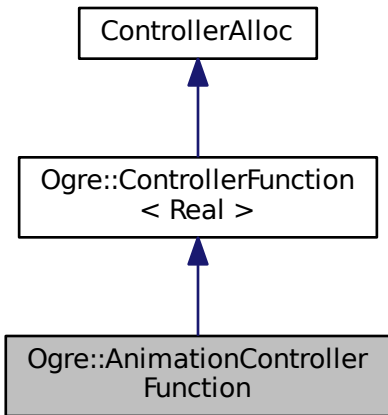 ControllerAlloc
Ogre::ControllerFunction
< Real >
Ogre::AnimationController
Function